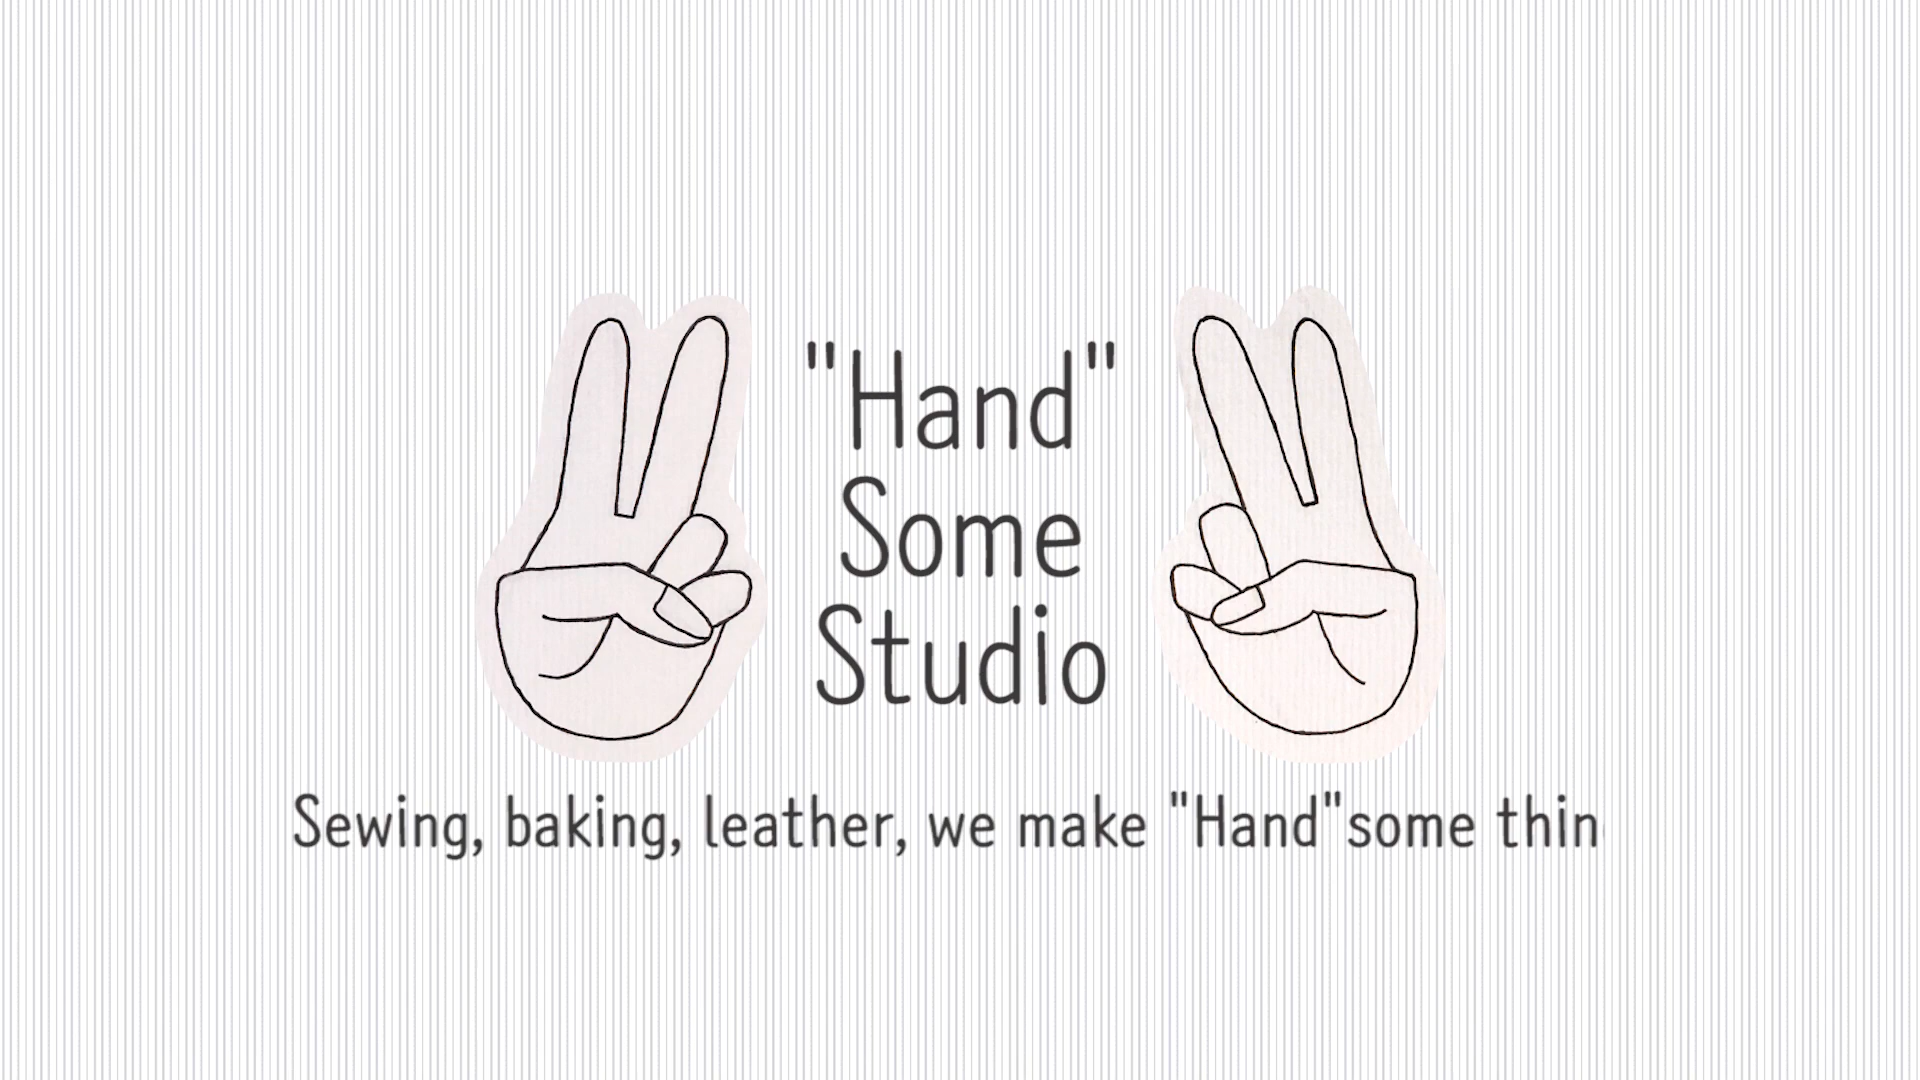 "Hand"
Some
Studio
Sewing, baking, leather, we make "Hand"some thin